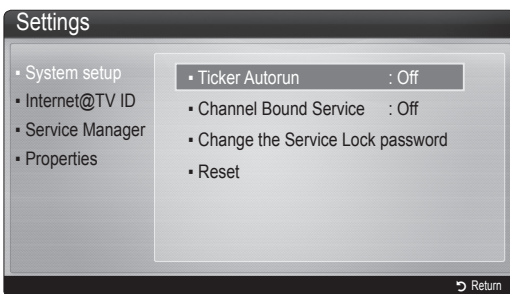 Settings
▪ System setup
▪ Internet@TV ID
▪ Service Manager
▪ Properties
▪ Ticker Autorun : Off
▪ Channel Bound Service : Off
▪ Change the Service Lock password
▪ Reset
Return